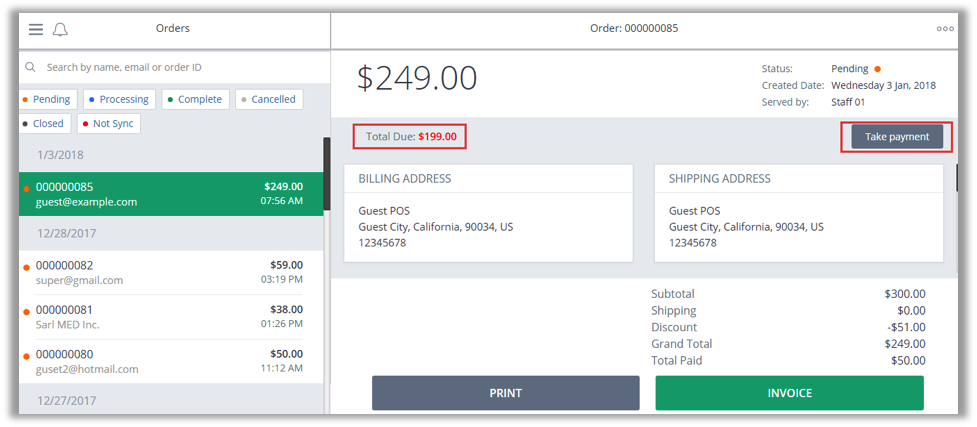 Orders
Order: 000000085
Search by name, email or order ID
Pending
Processing
Complete
Cancelled
Closed
Not Sync
1/3/2018
000000085 $249.00
guest@example.com 07:56 AM
12/28/2017
000000082 $59.00
super@gmail.com 03:19 PM
000000081 $38.00
Sarl MED Inc. 01:26 PM
000000080 $50.00
guset2@hotmail.com 11:12 AM
12/27/2017
$249.00
Status: Pending
Created Date: Wednesday 3 Jan, 2018
Served by: Staff 01
Total Due: $199.00
Take payment
BILLING ADDRESS
Guest POS
Guest City, California, 90034, US
12345678
SHIPPING ADDRESS
Guest POS
Guest City, California, 90034, US
12345678
Subtotal $300.00
Shipping $0.00
Discount -$51.00
Grand Total $249.00
Total Paid $50.00
PRINT
INVOICE